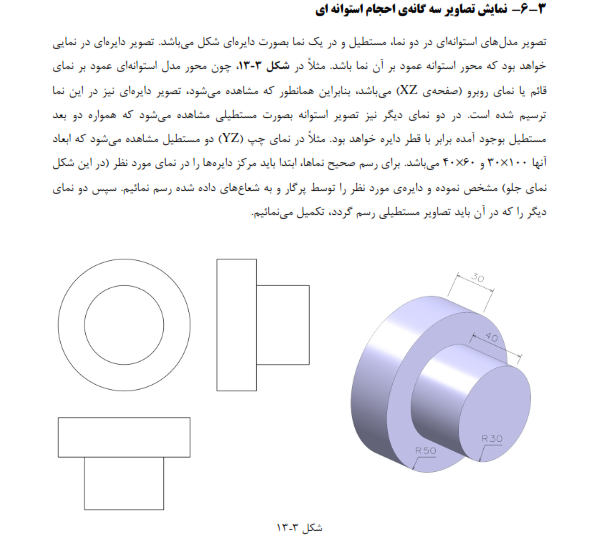 ۳-۶- نمایش تصاویر سه گانه‌ی احجام استوانه ای
تصویر مدل‌های استوانه‌ای در دو نما، مستطیل و در یک نما بصورت دایره‌ای شکل می‌باشد. تصویر دایره‌ای در نمایی
خواهد بود که محور استوانه عمود بر آن نما باشد. مثلاً در شکل ۳-۱۳، چون محور مدل استوانه‌ای عمود بر نمای
قائم یا نمای روبرو (صفحه‌ی XZ) می‌باشد، بنابراین همانطور که مشاهده می‌شود، تصویر دایره‌ای نیز در این نما
ترسیم شده است. در دو نمای دیگر نیز تصویر استوانه بصورت مستطیلی مشاهده می‌شود که همواره دو بعد
مستطیل بوجود آمده برابر با قطر دایره خواهد بود. مثلاً در نمای چپ (YZ) دو مستطیل مشاهده می‌شود که ابعاد
آنها ۱۰۰×۳۰ و ۶۰×۴۰ می‌باشد. برای رسم صحیح نماها، ابتدا باید مرکز دایره‌ها را در نمای مورد نظر (در این شکل
نمای جلو) مشخص نموده و دایره‌ی مورد نظر را توسط پرگار و به شعاع‌های داده شده رسم نمائیم. سپس دو نمای
دیگر را که در آن باید تصاویر مستطیلی رسم گردد، تکمیل می‌نمائیم.
30
40
R50
R30
شکل ۳-۱۳